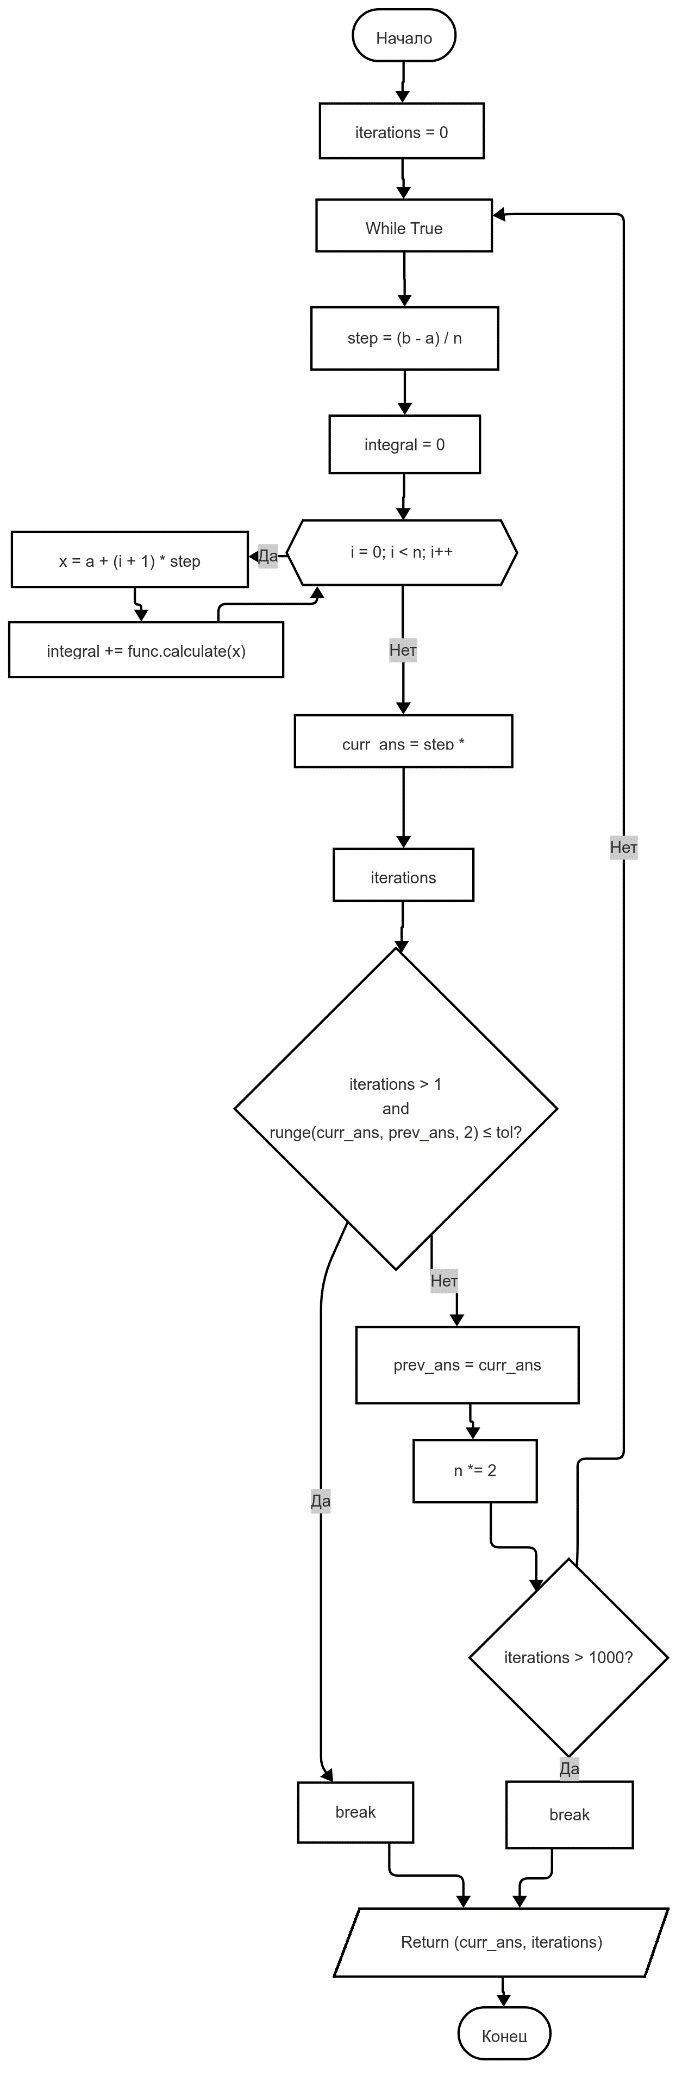 Начало
iterations = 0
While True
step = (b - a) / n
integral = 0
i = 0; i < n; i++
Да
x = a + (i + 1) * step
integral += func.calculate(x)
Нет
curr_ans = step *
iterations
Нет
iterations > 1
and
runge(curr_ans, prev_ans, 2) ≤ tol?
Нет
prev_ans = curr_ans
n *= 2
Да
iterations > 1000?
Да
break
break
Return (curr_ans, iterations)
Конец